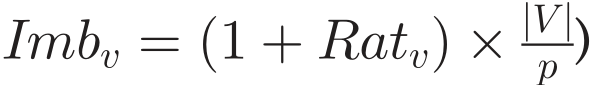 Imb_v = (1 + Rat_v) × |V|/p)